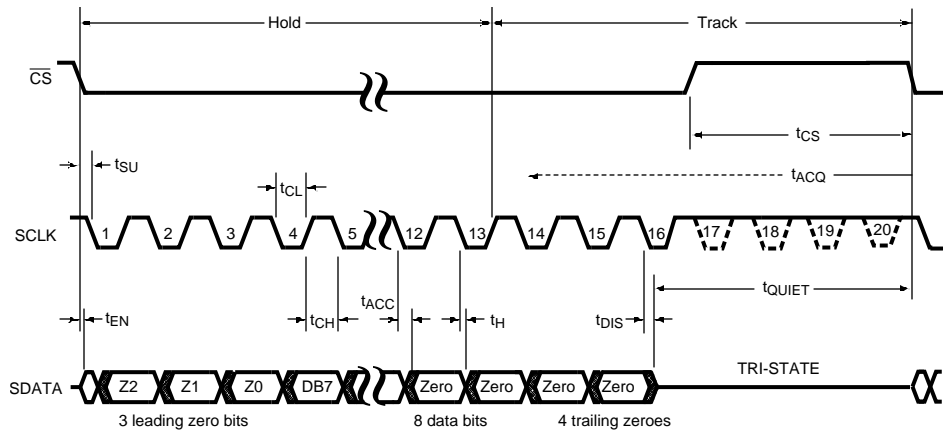 Hold Track
CS
tCS
tSU
tCL
tACQ
SCLK 1 2 3 4 5 12 13 14 15 16 17 18 19 20
tACC
tQUIET
tEN tCH tH tDIS
TRI-STATE
SDATA Z2 Z1 Z0 DB7 Zero Zero Zero Zero
3 leading zero bits 8 data bits 4 trailing zeroes